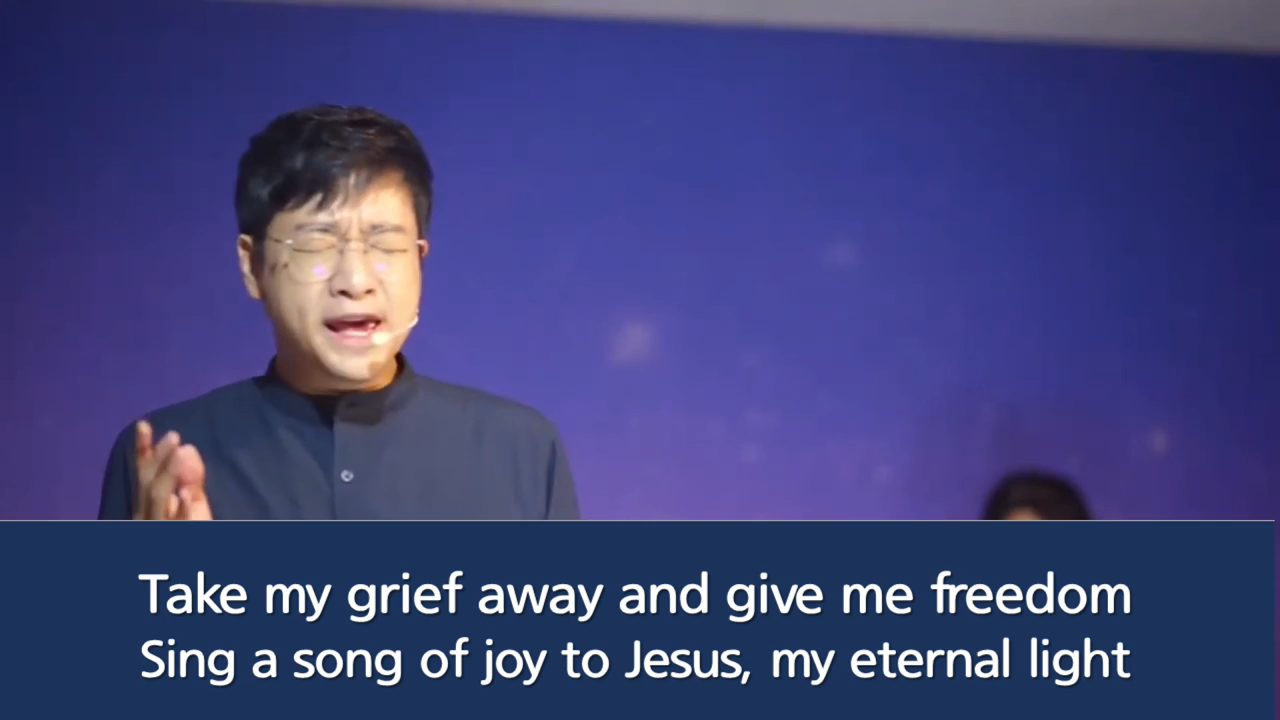 Take my grief away and give me freedom
Sing a song of joy to Jesus, my eternal light